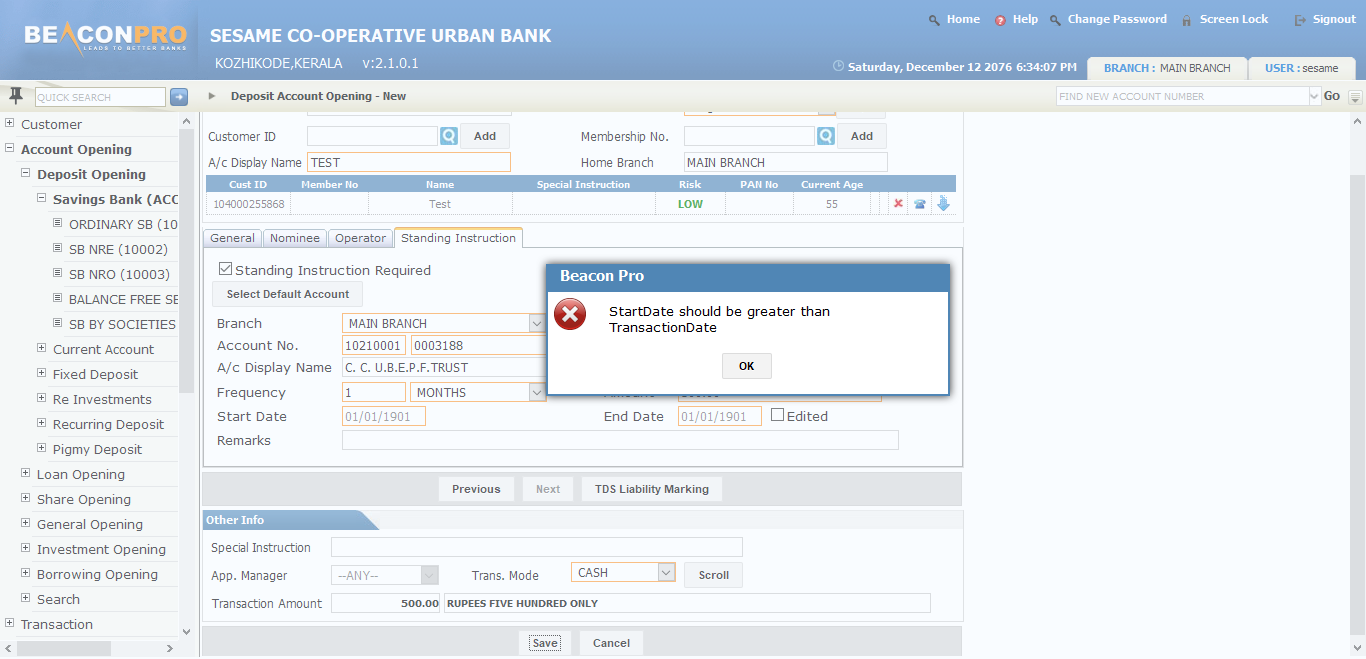 BEACONPRO
LEADS TO BETTER BANKS
SESAME CO-OPERATIVE URBAN BANK
KOZHIKODE,KERALA v:2.1.0.1
Home Help Change Password Screen Lock Signout
Saturday, December 12 2076 6:34:07 PM
BRANCH : MAIN BRANCH
USER : sesame
QUICK SEARCH
Deposit Account Opening - New
FIND NEW ACCOUNT NUMBER
Go
Customer
Account Opening
Deposit Opening
Savings Bank (ACC
ORDINARY SB (10
SB NRE (10002)
SB NRO (10003)
BALANCE FREE SE
SB BY SOCIETIES
Current Account
Fixed Deposit
Re Investments
Recurring Deposit
Pigmy Deposit
Loan Opening
Share Opening
General Opening
Investment Opening
Borrowing Opening
Search
Transaction
Customer ID Add Membership No. Add
A/c Display Name TEST Home Branch MAIN BRANCH
Cust ID Member No Name Special Instruction Risk PAN No Current Age
104000255868 Test LOW 55
General Nominee Operator Standing Instruction
Standing Instruction Required
Select Default Account
Branch MAIN BRANCH
Account No. 10210001 0003188
A/c Display Name C. C. U.B.E.P.F.TRUST
Frequency 1 MONTHS
Start Date 01/01/1901 End Date 01/01/1901 Edited
Remarks
Beacon Pro
StartDate should be greater than
TransactionDate
OK
Previous Next TDS Liability Marking
Other Info
Special Instruction
App. Manager --ANY-- Trans. Mode CASH Scroll
Transaction Amount 500.00 RUPEES FIVE HUNDRED ONLY
Save Cancel